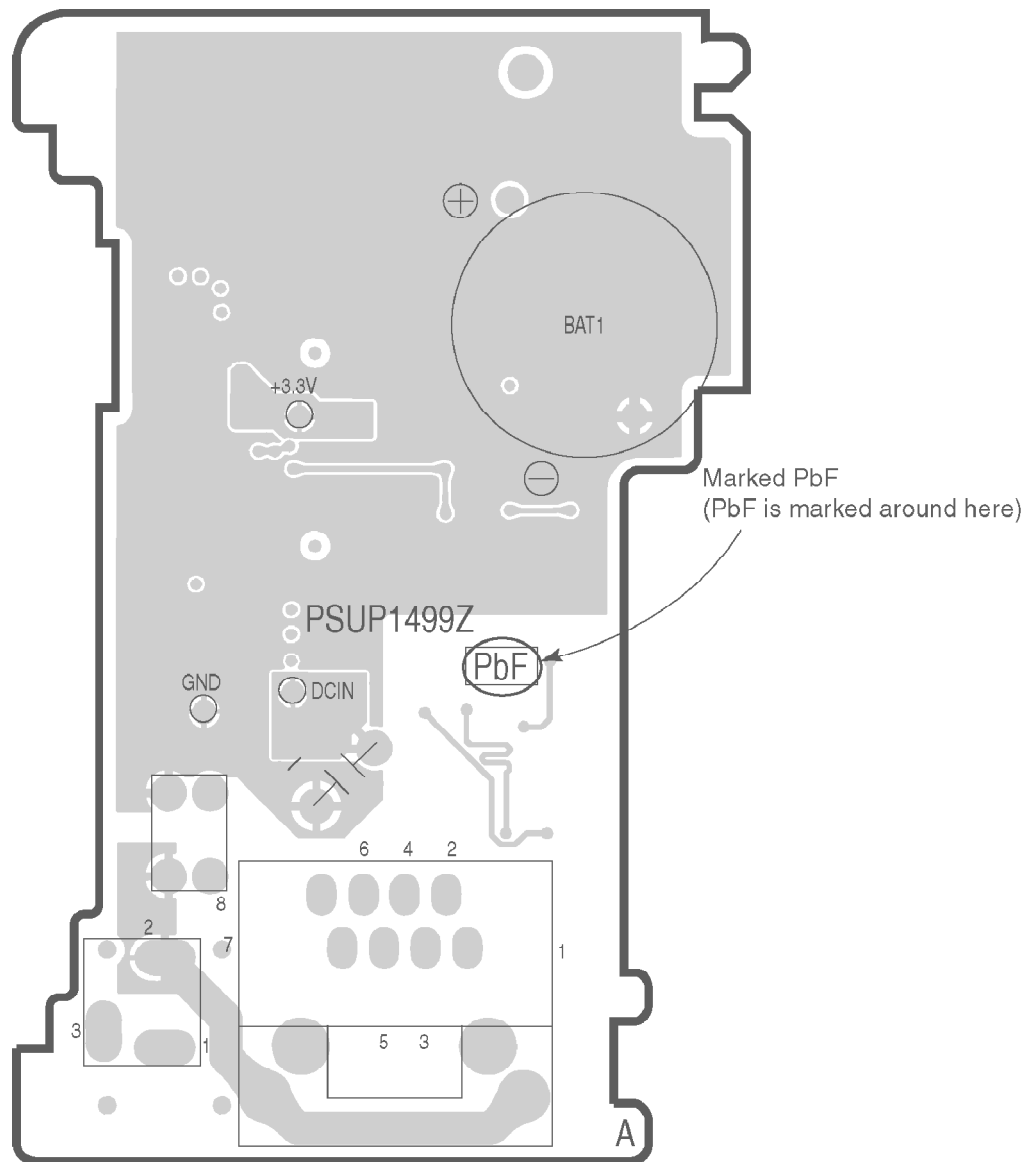 BAT1
+3.3V
Marked PbF
(PbF is marked around here)
PSUP1499Z
PbF
GND
DCIN
6 4 2
8
2
7
1
3
1
5 3
A